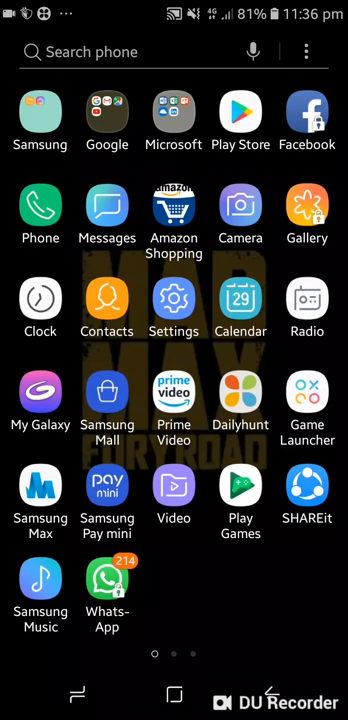 4G 81% 11:36 pm
Search phone
Samsung Google Microsoft Play Store Facebook
amazon
Phone Messages Amazon Shopping Camera Gallery
29
Clock Contacts Settings Calendar Radio
MAD
MAX
prime video
My Galaxy Samsung Mall Prime Video Dailyhunt Game Launcher
FURY ROAD
pay mini
Samsung Max Samsung Pay mini Video Play Games SHAREit
214
Samsung Music Whats-App
DU Recorder